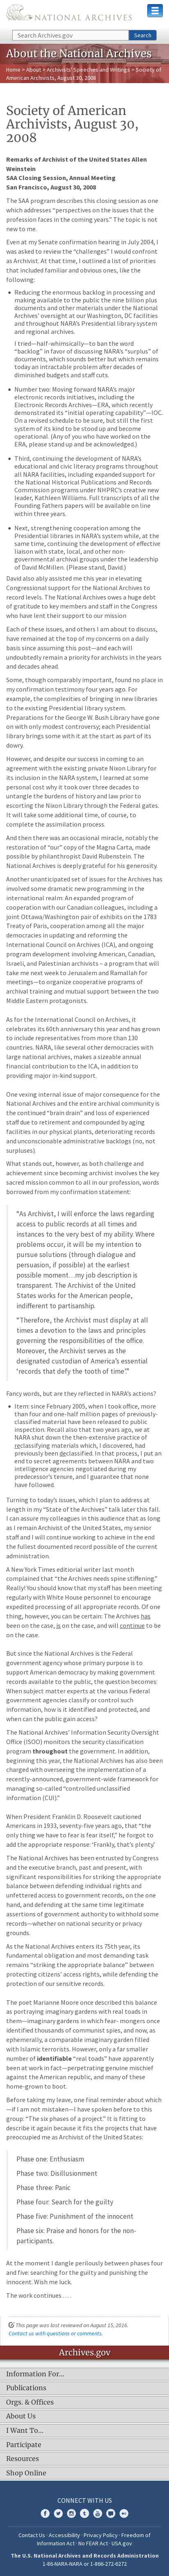 NATIONAL ARCHIVES
Search Archives.gov Search
About the National Archives
Home > About > Archivist's Speeches and Writings > Society of
American Archivists, August 30, 2008
Society of American
Archivists, August 30,
2008
Remarks of Archivist of the United States Allen
Weinstein
SAA Closing Session, Annual Meeting
San Francisco, August 30, 2008
The SAA program describes this closing session as one
which addresses "perspectives on the issues that the
profession faces in the coming years." The topic is not
new to me.
Even at my Senate confirmation hearing in July 2004, I
was asked to review the "challenges" that I would face
as Archivist. At that time, I outlined a list of priorities
that included familiar and obvious ideas, like the
following:
Reducing the enormous backlog in processing and
making available to the public the nine billion plus
documents and other materials under the National
Archives' oversight at our Washington, DC facilities
and throughout NARA's Presidential library system
and regional archives.
I tried—half-whimsically—to ban the word
"backlog" in favor of discussing NARA's "surplus" of
documents, which sounds better but which remains
today an afflicted problem area after decades of
diminished budgets and staff cuts.
Number two: Moving forward NARA's major
electronic records initiatives, including the
Electronic Records Archives—ERA, which recently
demonstrated its "initial operating capability"—IOC.
On a revised schedule to be sure, but still the first
system of its kind to be stood up and become
operational. (Any of you who have worked on the
ERA, please stand up and be acknowledged.)
Third, continuing the development of NARA's
educational and civic literacy programs throughout
all NARA facilities, including expanded support for
the National Historical Publications and Records
Commission programs under NHPRC's creative new
leader, Kathleen Williams. Full transcripts of all the
Founding Fathers papers will be available online for
within three years.
Next, strengthening cooperation among the
Presidential libraries in NARA's system while, at the
same time, continuing the development of effective
liaison with state, local, and other non-
governmental archival groups under the leadership
of David McMillen. (Please stand, David.)
David also ably assisted me this year in elevating
Congressional support for the National Archives to
record levels. The National Archives owes a huge debt
of gratitude to key members and staff on the Congress
who have spent their time to support our mission
Each of these issues, and others I am about to discuss,
have remained at the top of my concerns on a daily
basis since assuming this post—and each will
undoubtedly remain a priority for archivists in the years
and decades ahead.
Some, though comparably important, found no place in
my confirmation testimony four years ago. For
example, the challenge in bringing in new libraries
into the existing Presidential library system.
Preparations for the George W. Bush Library have gone
on smoothly without much controversy; each Presidential
library brings with some other a unique set of
worry.
However, and despite our success in coming to an
agreement with the existing private Nixon Library for
its inclusion in the NARA system, I learned at some
personal cost that it takes more than two decades to
untangle the burdens of history and law prior to
escorting the Nixon Library through the Federal gates.
It will take some additional time, of course, to
complete the assimilation process.
And then there was an occasional miracle, notably the
restoration of "our" copy of the Magna Carta, made
possible by philanthropist David Rubenstein. The
National Archives is deeply grateful for his generosity.
Another unanticipated set of issues for the Archives has
involved some dramatic new programming in the
international realm. An expanded program of
cooperation with our Canadian colleagues, including a
joint Ottawa/Washington pair of exhibits on the 1783
Treaty of Paris, cooperation among all the major
democracies in updating and reforming the
International Council on Archives (ICA), and ongoing
program development involving American, Canadian,
Israeli, and Palestinian archivists – a program that will
take me next week to Jerusalem and Ramallah for
meetings—to organize cooperative programs of
archival and educational support between the two
Middle Eastern protagonists.
As for the International Council on Archives, it
celebrates its 60th anniversary this year and has grown
to include representatives from more than 130
countries. NARA, like several other democracies with
large national archives, makes a sizable annual
financial contribution to the ICA, in addition to
providing major in-kind support.
One vexing internal issue of major consequence for the
National Archives and the entire archival community is
the continued "brain drain" of skilled and expert
staff due to retirement, compounded by aging
facilities in our physical plants, deteriorating records
and unconscionable administrative backlogs (no, not
surpluses).
What stands out, however, as both challenge and
achievement since becoming archivist involves the key
sacred mission common to all in our profession, words
borrowed from my confirmation statement:
"As Archivist, I will enforce the laws regarding
access to public records at all times and
instances to the very best of my ability. Where
problems occur, it will be my intention to
pursue solutions (through dialogue and
persuasion, if possible) at the earliest
possible moment…my job description is
transparent. The Archivist of the United
States works for the American people,
indifferent to partisanship.
"Therefore, the Archivist must display at all
times a devotion to the laws and principles
governing the responsibilities of the office.
Moreover, the Archivist serves as the
designated custodian of America's essential
'records that defy the tooth of time'."
Fancy words, but are they reflected in NARA's actions?
Item: since February 2005, when I took office, more
than four and one-half million pages of previously-
classified material have been released to public
inspection. Recall also that two years ago, we at
NARA shut down the then-extensive practice of
reclassifying materials which, I discovered, had
previously been declassified. In that process, I put an
end to secret agreements between NARA and two
intelligence agencies negotiated during my
predecessor's tenure, and I guarantee that none
have followed.
Turning to today's issues, which I plan to address at
length in my "State of the Archives" talk later this fall.
I can assure my colleagues in this audience that as long
as I remain Archivist of the United States, my senior
staff and I will continue working to achieve in the end
the fullest documented record possible of the current
administration.
A New York Times editorial writer last month
complained that "the Archives needs spine stiffening."
Really! You should know that my staff has been meeting
regularly with White House personnel to encourage
expedited processing of all appropriate records. Of one
thing, however, you can be certain: The Archives has
been on the case, is on the case, and will continue to be
on the case.
But since the National Archives is the Federal
government agency whose primary purpose is to
support American democracy by making government
records available to the public, the question becomes:
When subject matter expertise across the various Federal
government agencies classify or control such
information, how is it identified and protected, and
when can the public gain access?
The National Archives' Information Security Oversight
Office (ISOO) monitors the security classification
program throughout the government. In addition,
beginning this year, the National Archives has also been
charged with overseeing the implementation of a
recently-announced, government-wide framework for
managing so-called "controlled unclassified
information (CUI)."
When President Franklin D. Roosevelt cautioned
Americans in 1933, seventy-five years ago, that "the
only thing we have to fear is fear itself," he forgot to
add the appropriate response: 'Franks, that's plenty'
The National Archives has been entrusted by Congress
and the executive branch, past and present, with
significant responsibilities for striking the appropriate
balance between defending individual rights and
unfettered access to government records, on the one
hand, and defending at the same time astute
assertions of government authority to withhold some
records—whether on national security or privacy
grounds.
As the National Archives enters its 75th year, its
fundamental obligation and most demanding task
remains "striking the appropriate balance" between
protecting citizens' access rights, while defending the
protection of our sensitive records.
The poet Marianne Moore once described this balance
as portraying imaginary gardens with real toads in
them—imaginary gardens in which fear- mongers once
identified thousands of communist spies, and now, as
ephemerally, a comparable imaginary garden filled
with Islamic terrorists. However, only a far smaller
number of identifiable "real toads" have apparently
been at work in fact—perpetrating genuine mischief
against the American republic, and many of these
home-grown to boot.
Before taking my leave, one final reminder about which
—if I am not mistaken—has long been a staple with this
group: "The six phases of a project." It is fitting to
describe the often unavoidable processes that have
preoccupied me as Archivist of the United States:
Phase one: Enthusiasm
Phase two: Disillusionment
Phase three: Panic
Phase four: Search for the guilty
Phase five: Punishment of the innocent
Phase six: Praise and honors for the non-
participants.
At the moment I dangle perilously between phases four
and five: searching for the guilty and punishing the
innocent. Wish me luck.
The work continues . . . .
This page was last reviewed on August 15, 2016.
Contact us with questions or comments.
Archives.gov
Information For…
Publications
Orgs. & Offices
About Us
I Want To…
Participate
Resources
Shop Online
CONNECT WITH US
Contact Us · Accessibility · Privacy Policy · Freedom of
Information Act · No FEAR Act · USA.gov
The U.S. National Archives and Records Administration
1-86-NARA-NARA or 1-866-272-6272